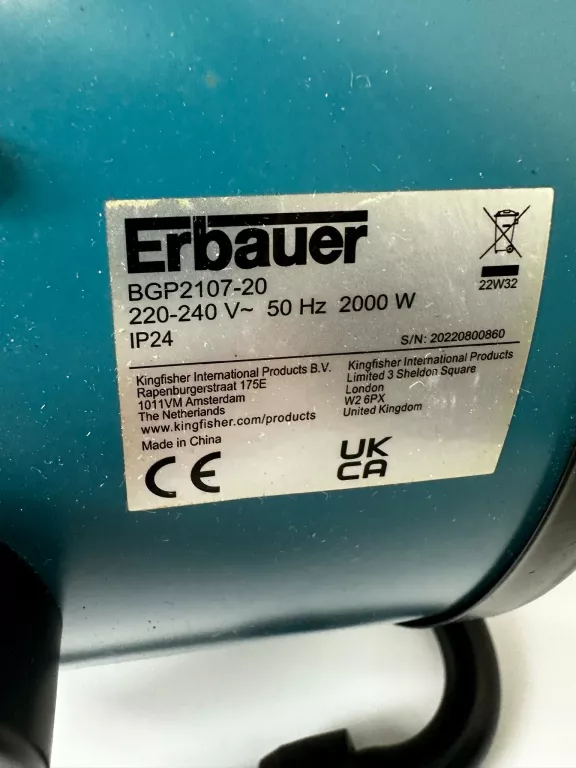 Erbauer
BGP2107-20
220-240 V~ 50 Hz 2000 W
IP24
22W32
S/N: 20220800860
Kingfisher International Products B.V.
Rapenburgerstraat 175E
1011VM Amsterdam
The Netherlands
www.kingfisher.com/products
Kingfisher International Products
Limited 3 Sheldon Square
London
W2 6PX
United Kingdom
Made in China
CE
UK
CA